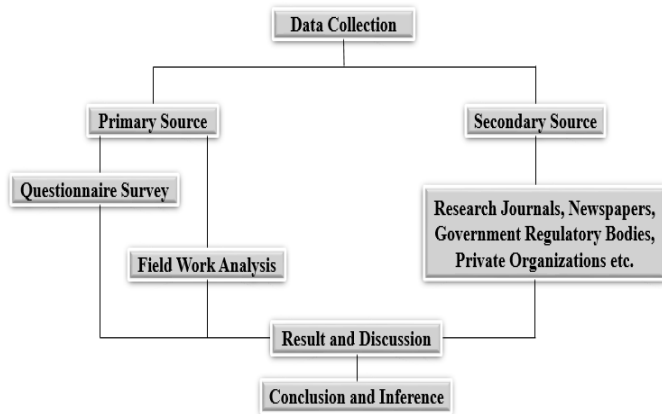 Data Collection
Primary Source
Secondary Source
Questionnaire Survey
Research Journals, Newspapers,
Government Regulatory Bodies,
Private Organizations etc.
Field Work Analysis
Result and Discussion
Conclusion and Inference